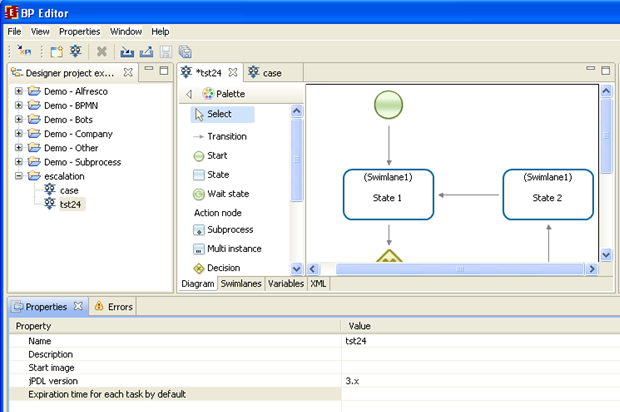 BP Editor
File View Properties Window Help
Designer project ex...
Demo - Alfresco
Demo - BPMN
Demo - Bots
Demo - Company
Demo - Other
Demo - Subprocess
escalation
case
tst24
*tst24
case
Palette
Select
Transition
Start
State
Wait state
Action node
Subprocess
Multi instance
Decision
(Swimlane1)
State 1
(Swimlane1)
State 2
Diagram Swimlanes Variables XML
Properties
Errors
Property Value
Name tst24
Description
Start image
jPDL version 3.x
Expiration time for each task by default